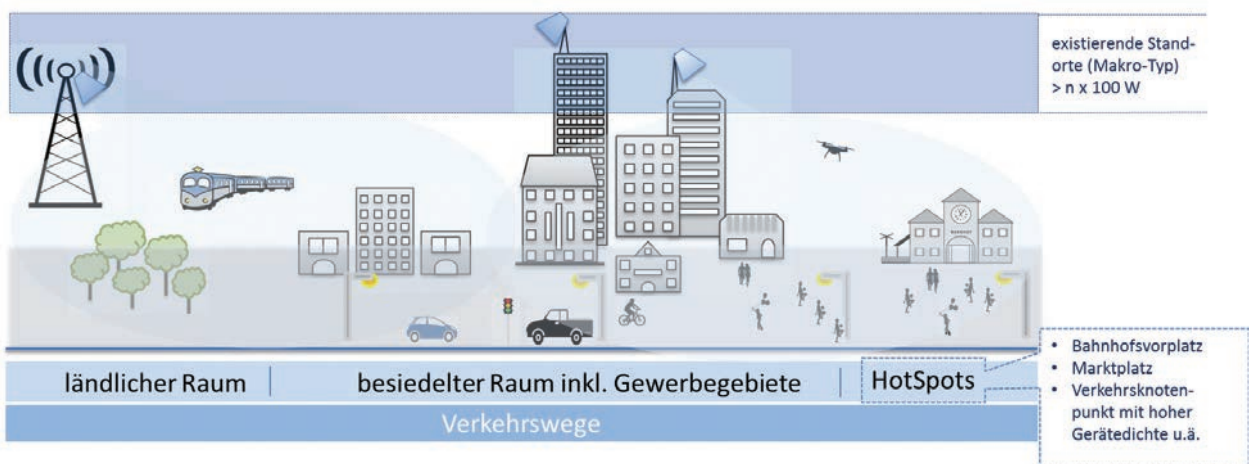 existierende Stand-
orte (Makro-Typ)
> n x 100 W
BAHNHOF
ländlicher Raum
besiedelter Raum inkl. Gewerbegebiete
HotSpots
Verkehrswege
• Bahnhofsvorplatz
• Marktplatz
• Verkehrsknoten-
punkt mit hoher
Gerätedichte u.ä.